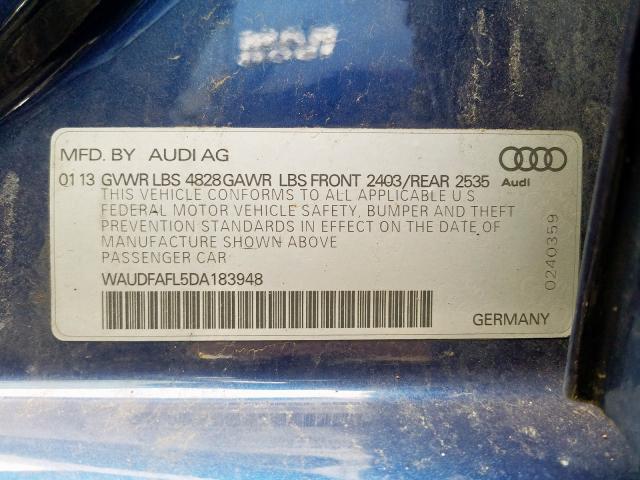 MFD. BY AUDI AG
01 13 GVWR LBS 4828 GAWR LBS FRONT 2403/REAR 2535
Audi
THIS VEHICLE CONFORMS TO ALL APPLICABLE U S
FEDERAL MOTOR VEHICLE SAFETY, BUMPER AND THEFT
PREVENTION STANDARDS IN EFFECT ON THE DATE OF
MANUFACTURE SHOWN ABOVE
PASSENGER CAR
WAUDFAFL5DA183948
0240359
GERMANY